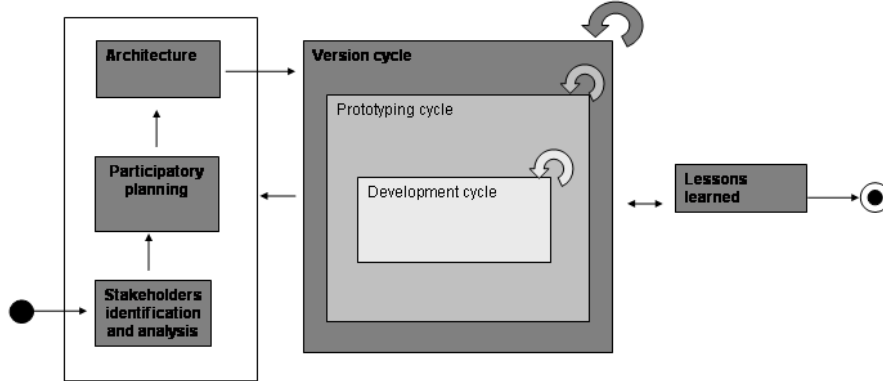 Architecture
Participatory
planning
Stakeholders
identification
and analysis
Version cycle
Prototyping cycle
Development cycle
Lessons
learned